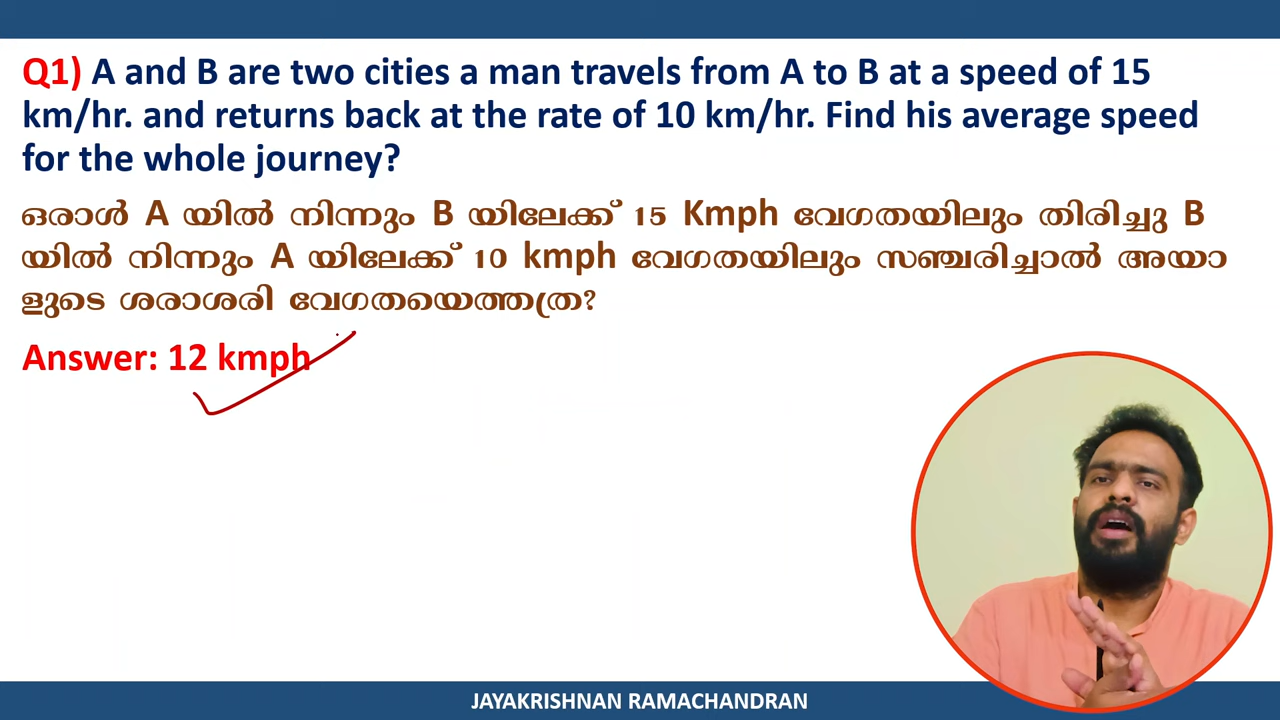 Q1) A and B are two cities a man travels from A to B at a speed of 15
km/hr. and returns back at the rate of 10 km/hr. Find his average speed
for the whole journey?
ഒരാൾ A യിൽ നിന്നും B യിലേക്ക് 15 Kmph വേഗതയിലും തിരിച്ചു B
യിൽ നിന്നും A യിലേക്ക് 10 kmph വേഗതയിലും സഞ്ചരിച്ചാൽ അയാ
ളുടെ ശരാശരി വേഗതയെത്തത്ര?
Answer: 12 kmph
JAYAKRISHNAN RAMACHANDRAN